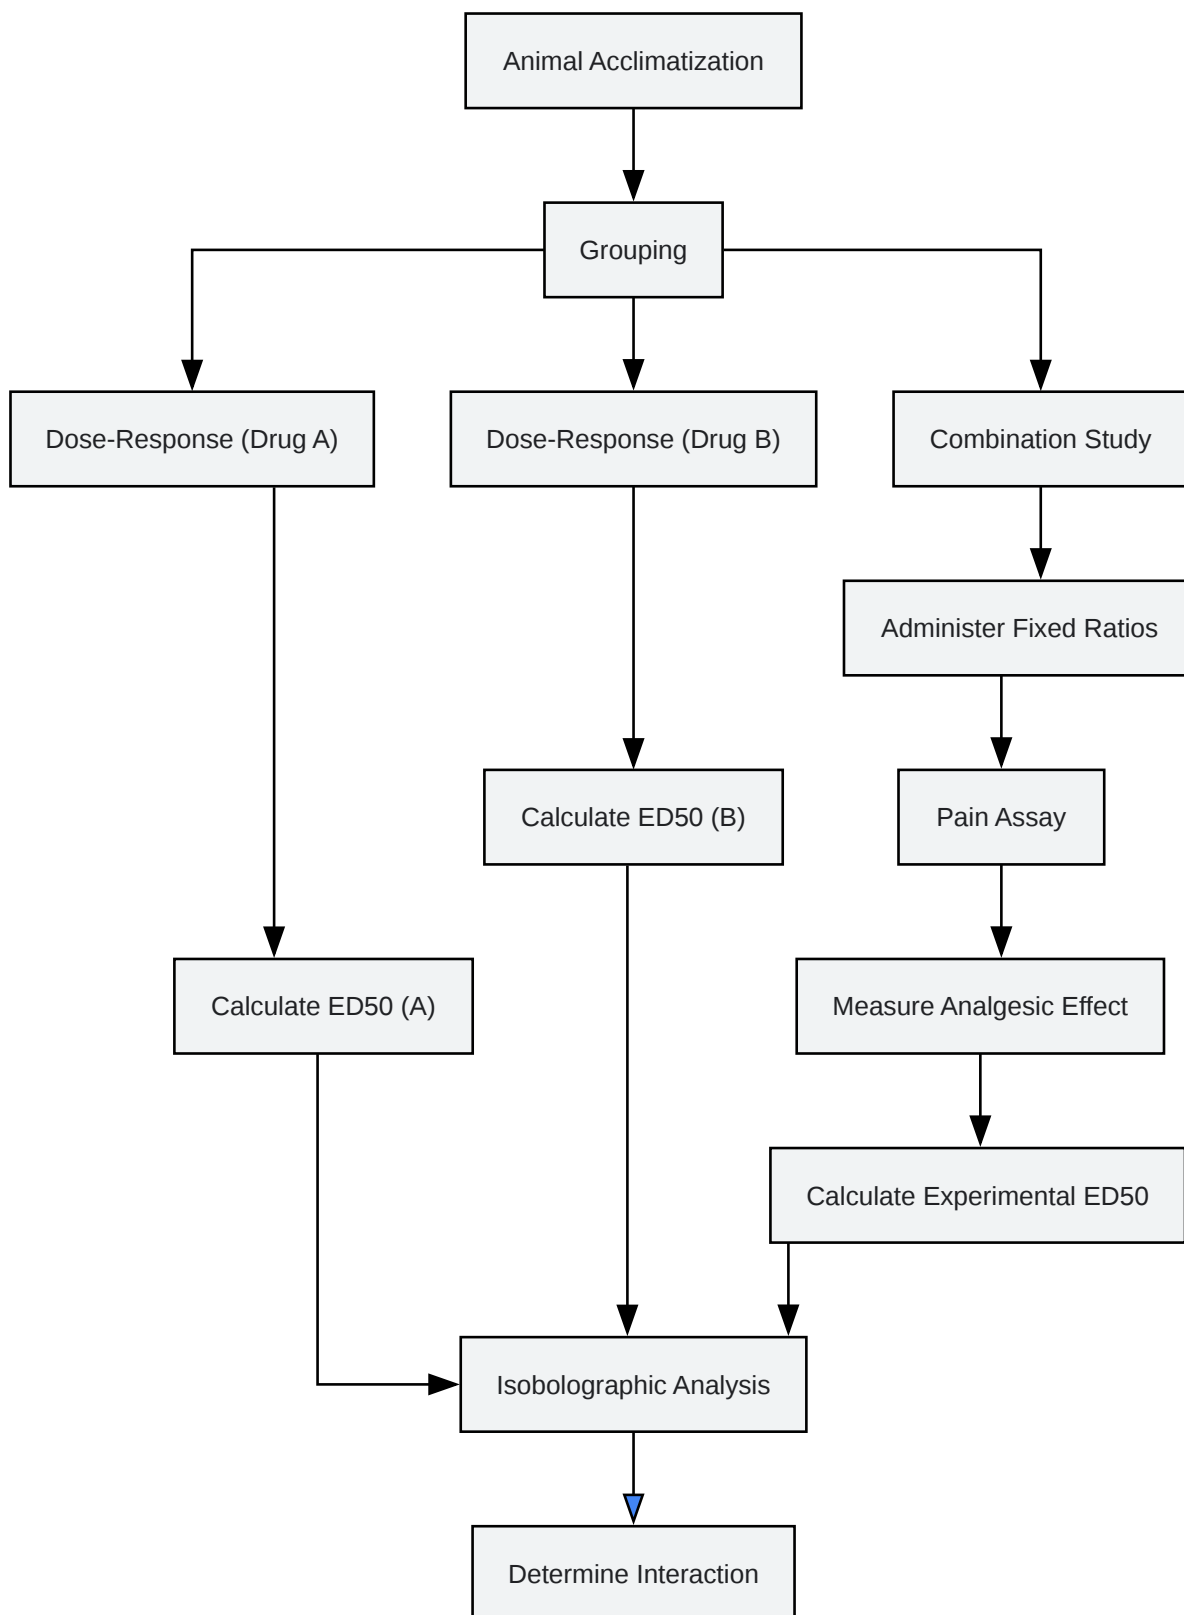 Animal Acclimatization
Grouping
Dose-Response (Drug A)
Dose-Response (Drug B)
Combination Study
Administer Fixed Ratios
Calculate ED50 (B)
Pain Assay
Calculate ED50 (A)
Measure Analgesic Effect
Calculate Experimental ED50
Isobolographic Analysis
Determine Interaction